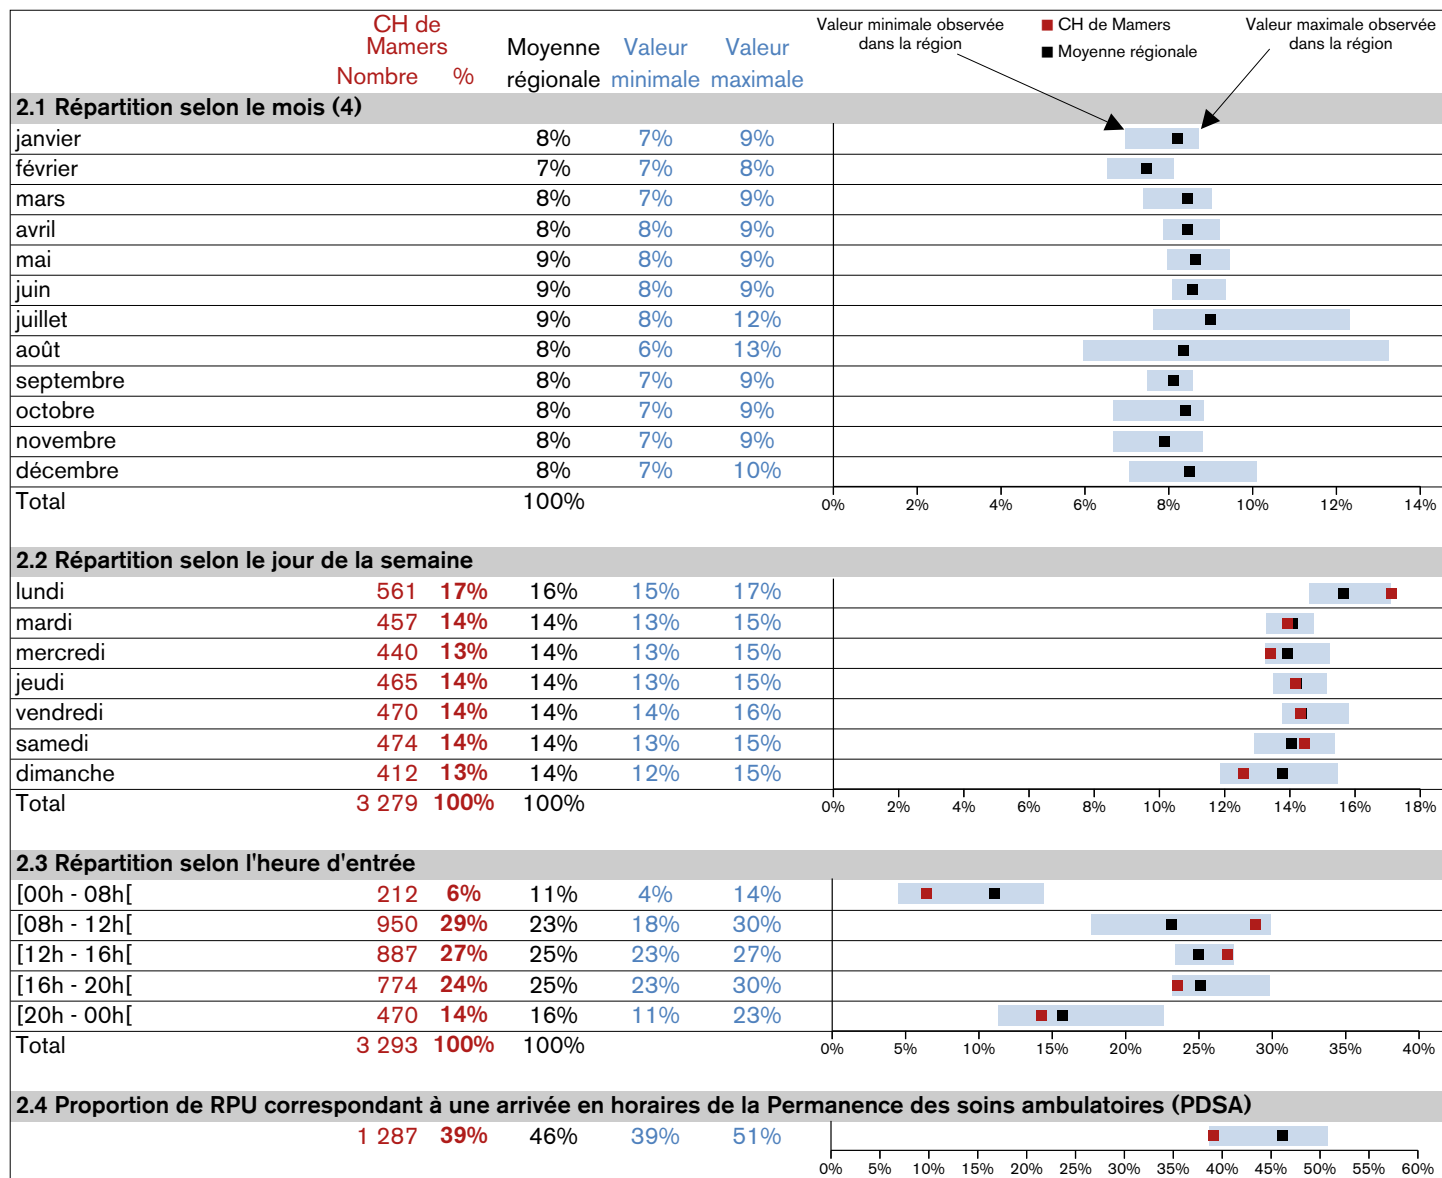 CH de Mamers
Nombre % Moyenne régionale Valeur minimale Valeur maximale
Valeur minimale observée dans la région
CH de Mamers
Moyenne régionale
Valeur maximale observée dans la région
2.1 Répartition selon le mois (4)
janvier 8% 7% 9%
février 7% 7% 8%
mars 8% 7% 9%
avril 8% 8% 9%
mai 9% 8% 9%
juin 9% 8% 9%
juillet 9% 8% 12%
août 8% 6% 13%
septembre 8% 7% 9%
octobre 8% 7% 9%
novembre 8% 7% 9%
décembre 8% 7% 10%
Total 100%
0% 2% 4% 6% 8% 10% 12% 14%
2.2 Répartition selon le jour de la semaine
lundi 561 17% 16% 15% 17%
mardi 457 14% 14% 13% 15%
mercredi 440 13% 14% 13% 15%
jeudi 465 14% 14% 13% 15%
vendredi 470 14% 14% 14% 16%
samedi 474 14% 14% 13% 15%
dimanche 412 13% 14% 12% 15%
Total 3 279 100% 100%
0% 2% 4% 6% 8% 10% 12% 14% 16% 18%
2.3 Répartition selon l'heure d'entrée
[00h - 08h[ 212 6% 11% 4% 14%
[08h - 12h[ 950 29% 23% 18% 30%
[12h - 16h[ 887 27% 25% 23% 27%
[16h - 20h[ 774 24% 25% 23% 30%
[20h - 00h[ 470 14% 16% 11% 23%
Total 3 293 100% 100%
0% 5% 10% 15% 20% 25% 30% 35% 40%
2.4 Proportion de RPU correspondant à une arrivée en horaires de la Permanence des soins ambulatoires (PDSA)
1 287 39% 46% 39% 51%
0% 5% 10% 15% 20% 25% 30% 35% 40% 45% 50% 55% 60%